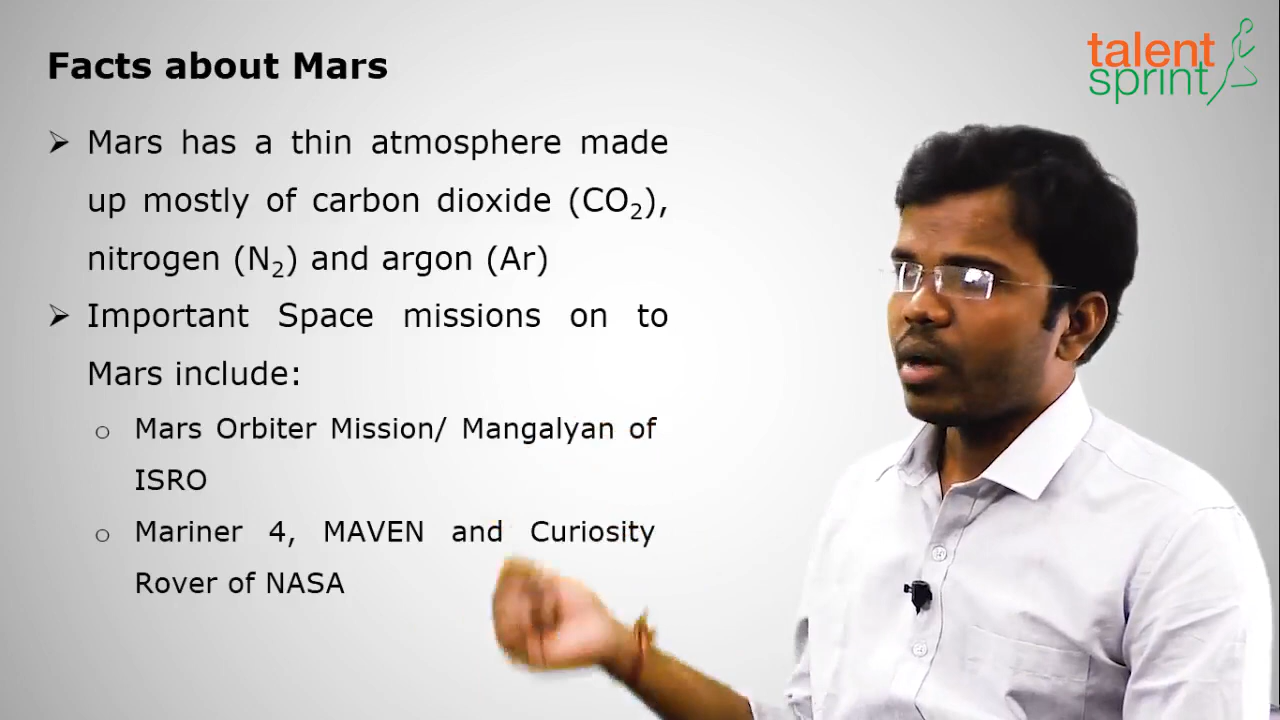 Facts about Mars
talent
sprint
➢ Mars has a thin atmosphere made
up mostly of carbon dioxide (CO₂),
nitrogen (N₂) and argon (Ar)
➢ Important Space missions on to
Mars include:
o Mars Orbiter Mission/ Mangalyan of
ISRO
o Mariner 4, MAVEN and Curiosity
Rover of NASA